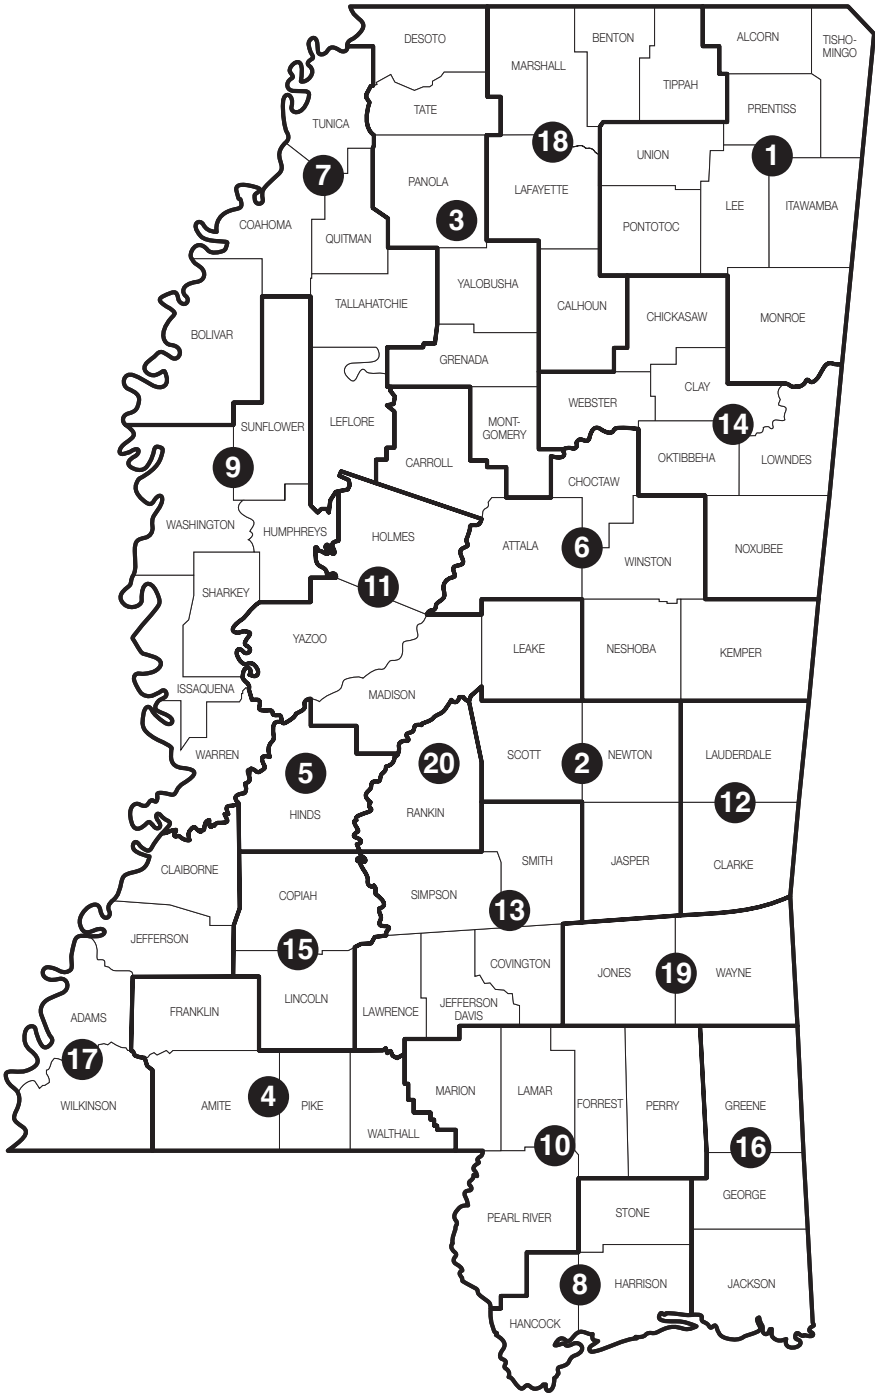 DESOTO
BENTON
ALCORN
TISHO-
MINGO
MARSHALL
TIPPAH
TATE
PRENTISS
TUNICA
18
1
UNION
7
PANOLA
LAFAYETTE
LEE
ITAWAMBA
3
COAHOMA
QUITMAN
PONTOTOC
YALOBUSHA
TALLAHATCHIE
CALHOUN
CHICKASAW
MONROE
BOLIVAR
GRENADA
CLAY
WEBSTER
SUNFLOWER
LEFLORE
MONT-
GOMERY
14
9
CARROLL
OKTIBBEHA
LOWNDES
CHOCTAW
WASHINGTON
HUMPHREYS
HOLMES
ATTALA
6
WINSTON
NOXUBEE
11
SHARKEY
YAZOO
LEAKE
NESHOBA
KEMPER
ISSAQUENA
MADISON
WARREN
5
20
SCOTT
2
NEWTON
LAUDERDALE
HINDS
RANKIN
12
CLAIBORNE
SMITH
JASPER
CLARKE
COPIAH
SIMPSON
13
JEFFERSON
15
COVINGTON
JONES
19
WAYNE
LINCOLN
LAWRENCE
JEFFERSON
DAVIS
ADAMS
FRANKLIN
17
WILKINSON
AMITE
4
PIKE
WALTHALL
MARION
LAMAR
FORREST
PERRY
GREENE
10
16
GEORGE
PEARL RIVER
STONE
8
HARRISON
JACKSON
HANCOCK